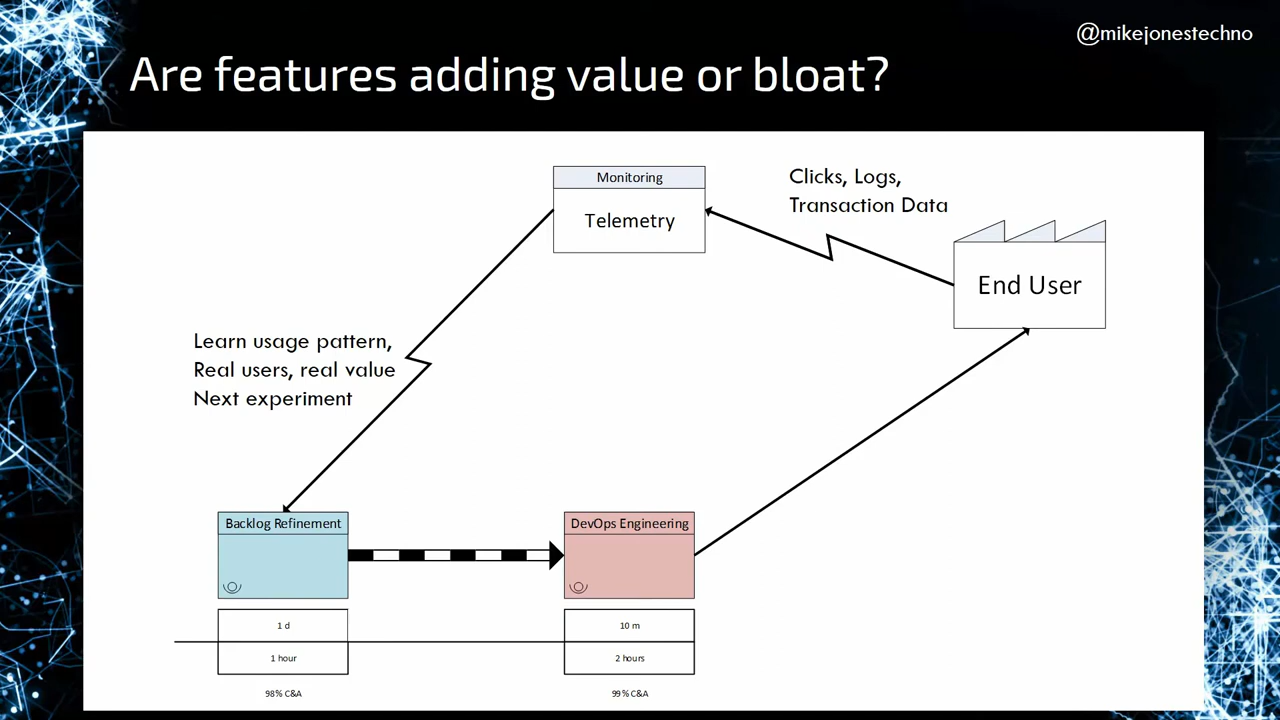 @mikejonestechno
Are features adding value or bloat?
Monitoring
Telemetry
Clicks, Logs,
Transaction Data
End User
Learn usage pattern,
Real users, real value
Next experiment
Backlog Refinement
DevOps Engineering
1 d
10 m
1 hour
2 hours
98% C&A
99% C&A